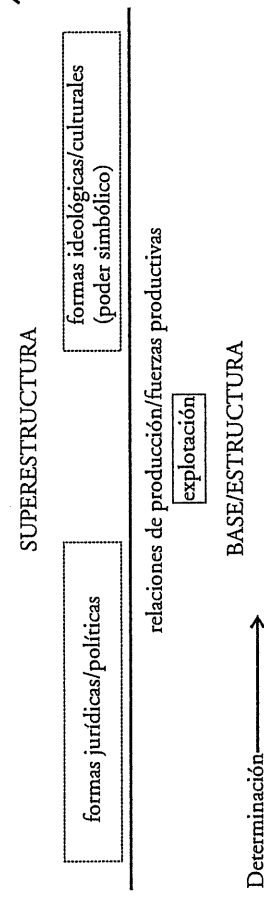 SUPERESTRUCTURA
formas jurídicas/políticas
formas ideológicas/culturales
(poder simbólico)
relaciones de producción/fuerzas productivas
explotación
BASE/ESTRUCTURA
Determinación